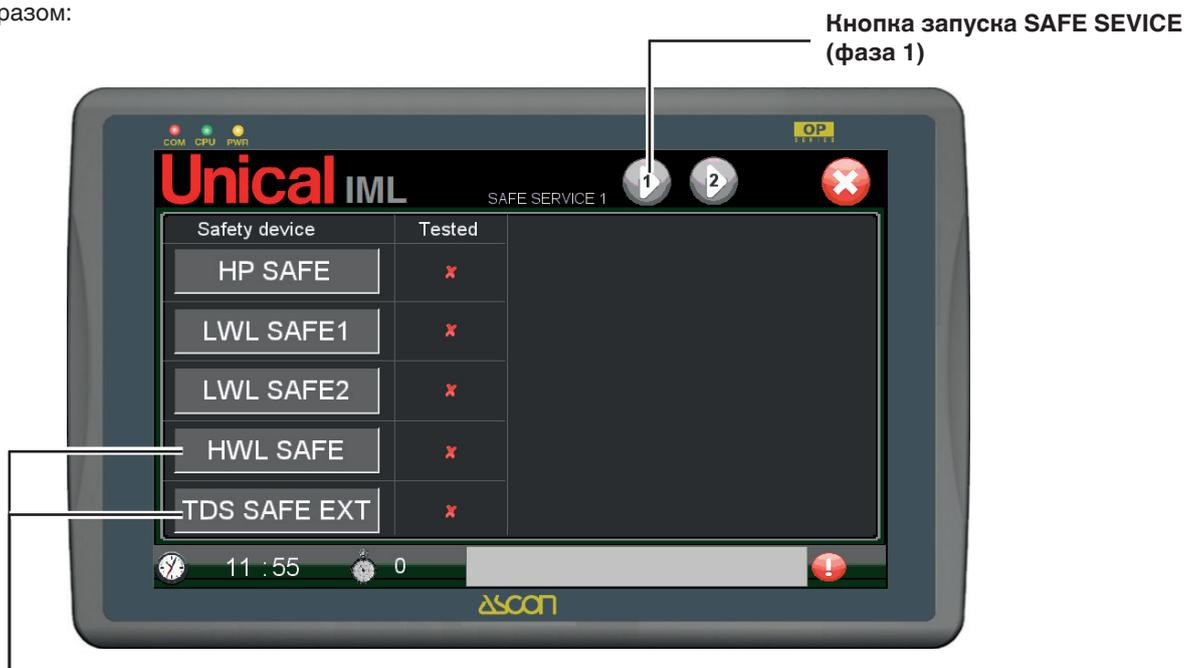 разом:
Кнопка запуска SAFE SEVICE
(фаза 1)
COM CPU PWR
OP
SERIES
Unical IML
SAFE SERVICE 1
1
2
Safety device Tested
HP SAFE
LWL SAFE1
LWL SAFE2
HWL SAFE
TDS SAFE EXT
11 : 55
0
ascon